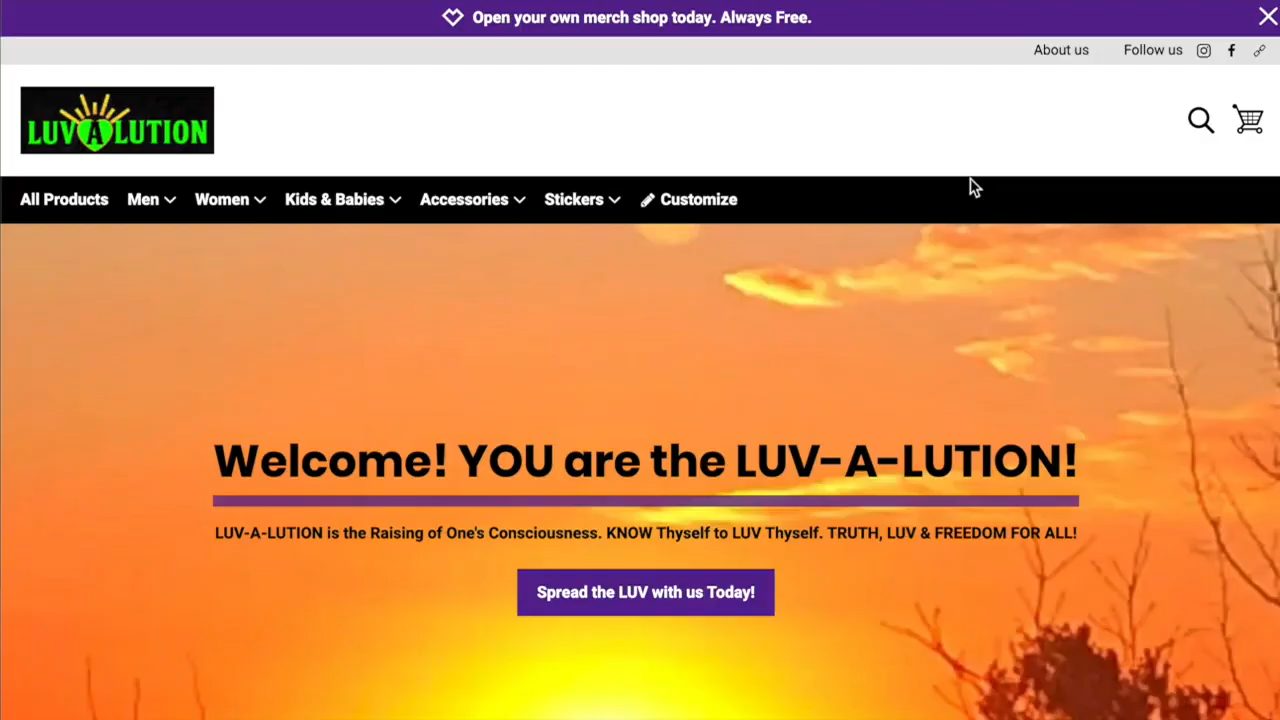 Open your own merch shop today. Always Free.
About us Follow us
LUV A LUTION
All Products Men Women Kids & Babies Accessories Stickers Customize
Welcome! YOU are the LUV-A-LUTION!
LUV-A-LUTION is the Raising of One's Consciousness. KNOW Thyself to LUV Thyself. TRUTH, LUV & FREEDOM FOR ALL!
Spread the LUV with us Today!